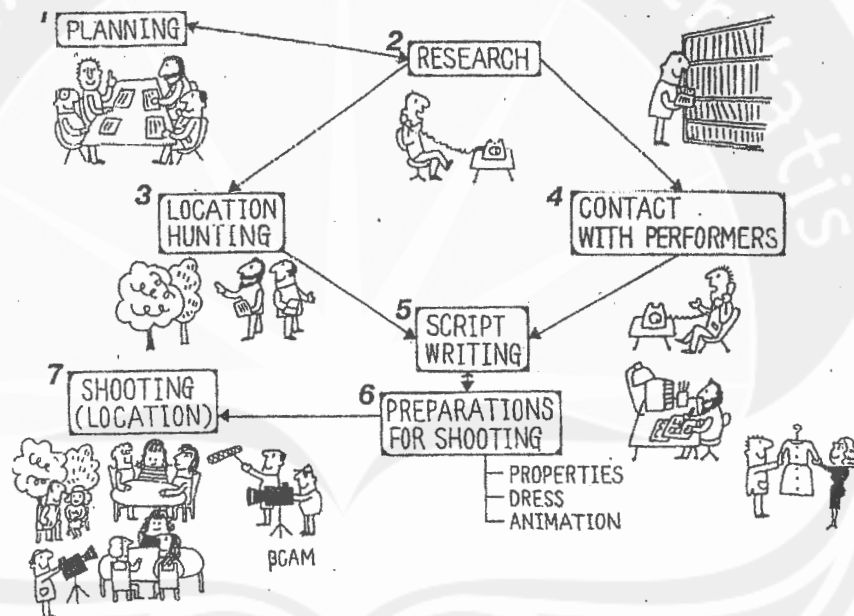 1
PLANNING
2
RESEARCH
3
LOCATION
HUNTING
4
CONTACT
WITH PERFORMERS
5
SCRIPT
WRITING
6
PREPARATIONS
FOR SHOOTING
PROPERTIES
DRESS
ANIMATION
7
SHOOTING
(LOCATION)
βCAM